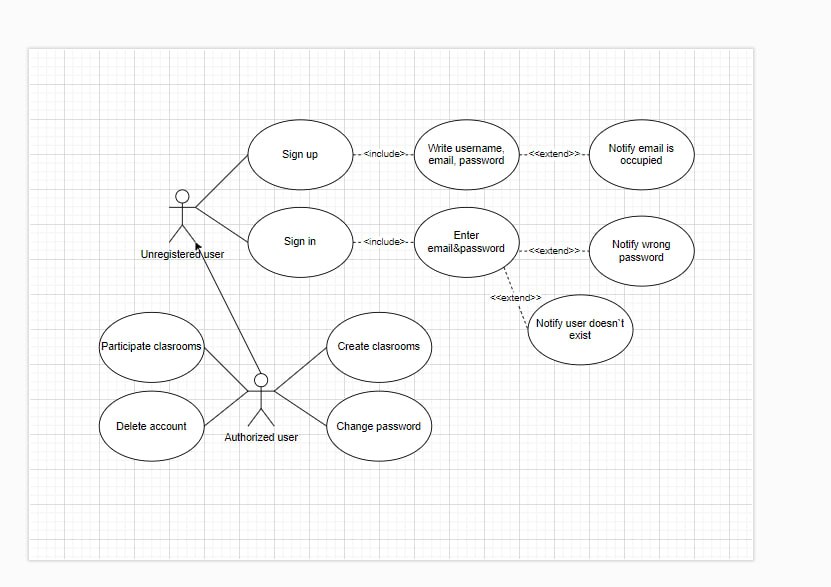 Sign up
<include>
Write username,
email, password
<<extend>>
Notify email is
occupied
Unregistered user
Sign in
<include>
Enter
email&password
<<extend>>
Notify wrong
password
<<extend>>
Notify user doesn`t
exist
Participate clasrooms
Create clasrooms
Delete account
Authorized user
Change password